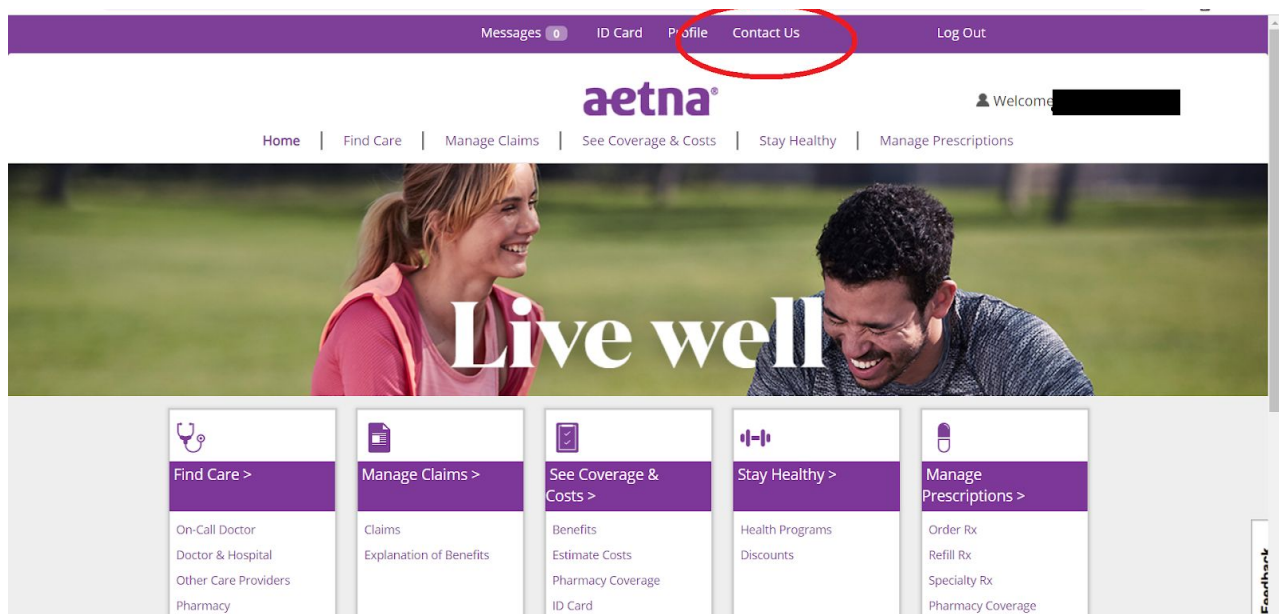 Messages 0 ID Card Profile Contact Us Log Out
aetna®
Welcome
Home | Find Care | Manage Claims | See Coverage & Costs | Stay Healthy | Manage Prescriptions
Live well
Find Care >
On-Call Doctor
Doctor & Hospital
Other Care Providers
Pharmacy
Manage Claims >
Claims
Explanation of Benefits
See Coverage &
Costs >
Benefits
Estimate Costs
Pharmacy Coverage
ID Card
Stay Healthy >
Health Programs
Discounts
Manage
Prescriptions >
Order Rx
Refill Rx
Specialty Rx
Pharmacy Coverage
Feedback